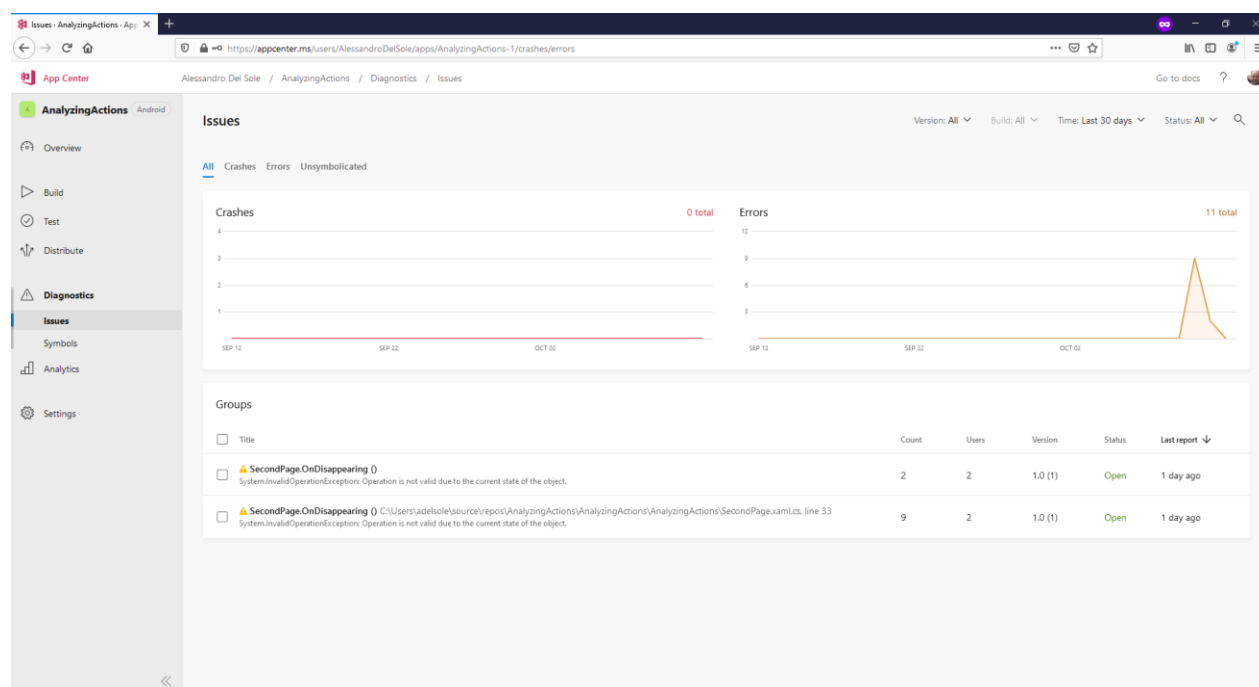 Issues - AnalyzingActions - App
https://appcenter.ms/users/AlessandroDelSole/apps/AnalyzingActions-1/crashes/errors
App Center
Alessandro Del Sole / AnalyzingActions / Diagnostics / Issues
Go to docs ?
AnalyzingActions Android
Overview
Build
Test
Distribute
Diagnostics
Issues
Symbols
Analytics
Settings
Issues
Version: All
Build: All
Time: Last 30 days
Status: All
All Crashes Errors Unsymbolicated
Crashes
0 total
4
3
2
1
SEP 12 SEP 22 OCT 02
Errors
11 total
12
9
6
3
SEP 12 SEP 22 OCT 02
Groups
Title Count Users Version Status Last report
SecondPage.OnDisappearing () 2 2 1.0 (1) Open 1 day ago
System.InvalidOperationException: Operation is not valid due to the current state of the object.
SecondPage.OnDisappearing () C:\Users\adelsole\source\repos\AnalyzingActions\AnalyzingActions\AnalyzingActions\SecondPage.xaml.cs, line 33 9 2 1.0 (1) Open 1 day ago
System.InvalidOperationException: Operation is not valid due to the current state of the object.